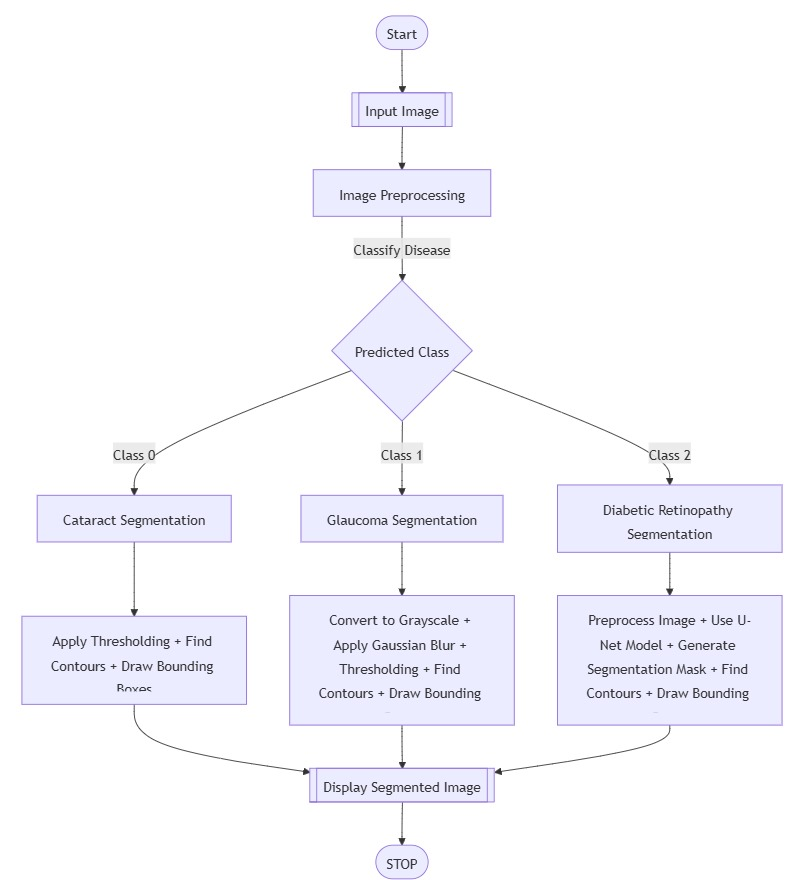 Start
Input Image
Image Preprocessing
Classify Disease
Predicted Class
Class 0
Class 1
Class 2
Cataract Segmentation
Glaucoma Segmentation
Diabetic Retinopathy
Segmentation
Apply Thresholding + Find
Contours + Draw Bounding
Boxes
Convert to Grayscale +
Apply Gaussian Blur +
Thresholding + Find
Contours + Draw Bounding
Preprocess Image + Use U-
Net Model + Generate
Segmentation Mask + Find
Contours + Draw Bounding
Display Segmented Image
STOP